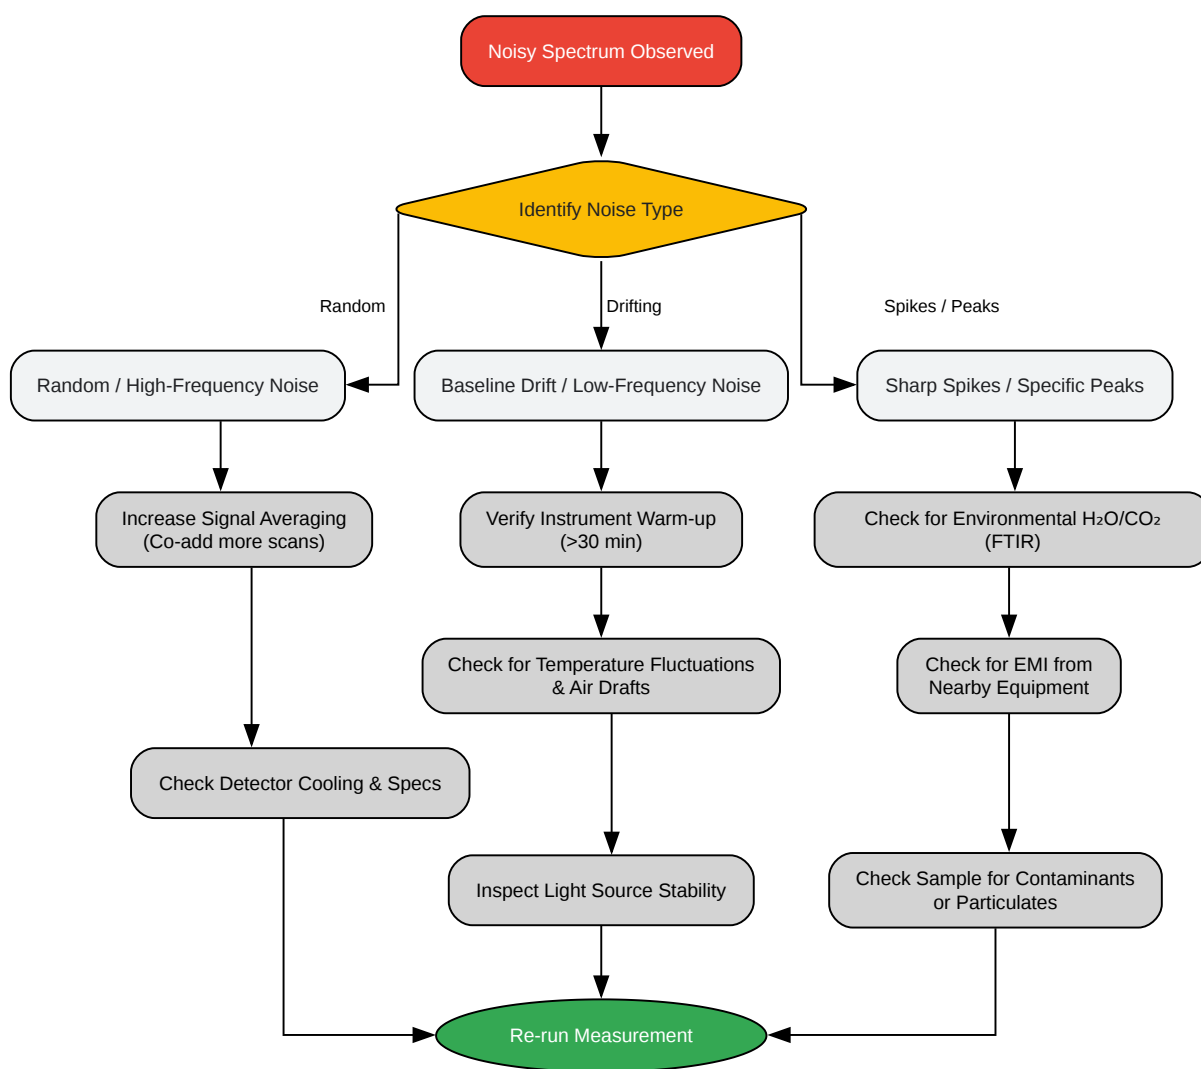 Noisy Spectrum Observed
Identify Noise Type
Random
Drifting
Spikes / Peaks
Random / High-Frequency Noise
Baseline Drift / Low-Frequency Noise
Sharp Spikes / Specific Peaks
Increase Signal Averaging
(Co-add more scans)
Verify Instrument Warm-up
(>30 min)
Check for Environmental H₂O/CO₂
(FTIR)
Check for Temperature Fluctuations
& Air Drafts
Check for EMI from
Nearby Equipment
Check Detector Cooling & Specs
Inspect Light Source Stability
Check Sample for Contaminants
or Particulates
Re-run Measurement